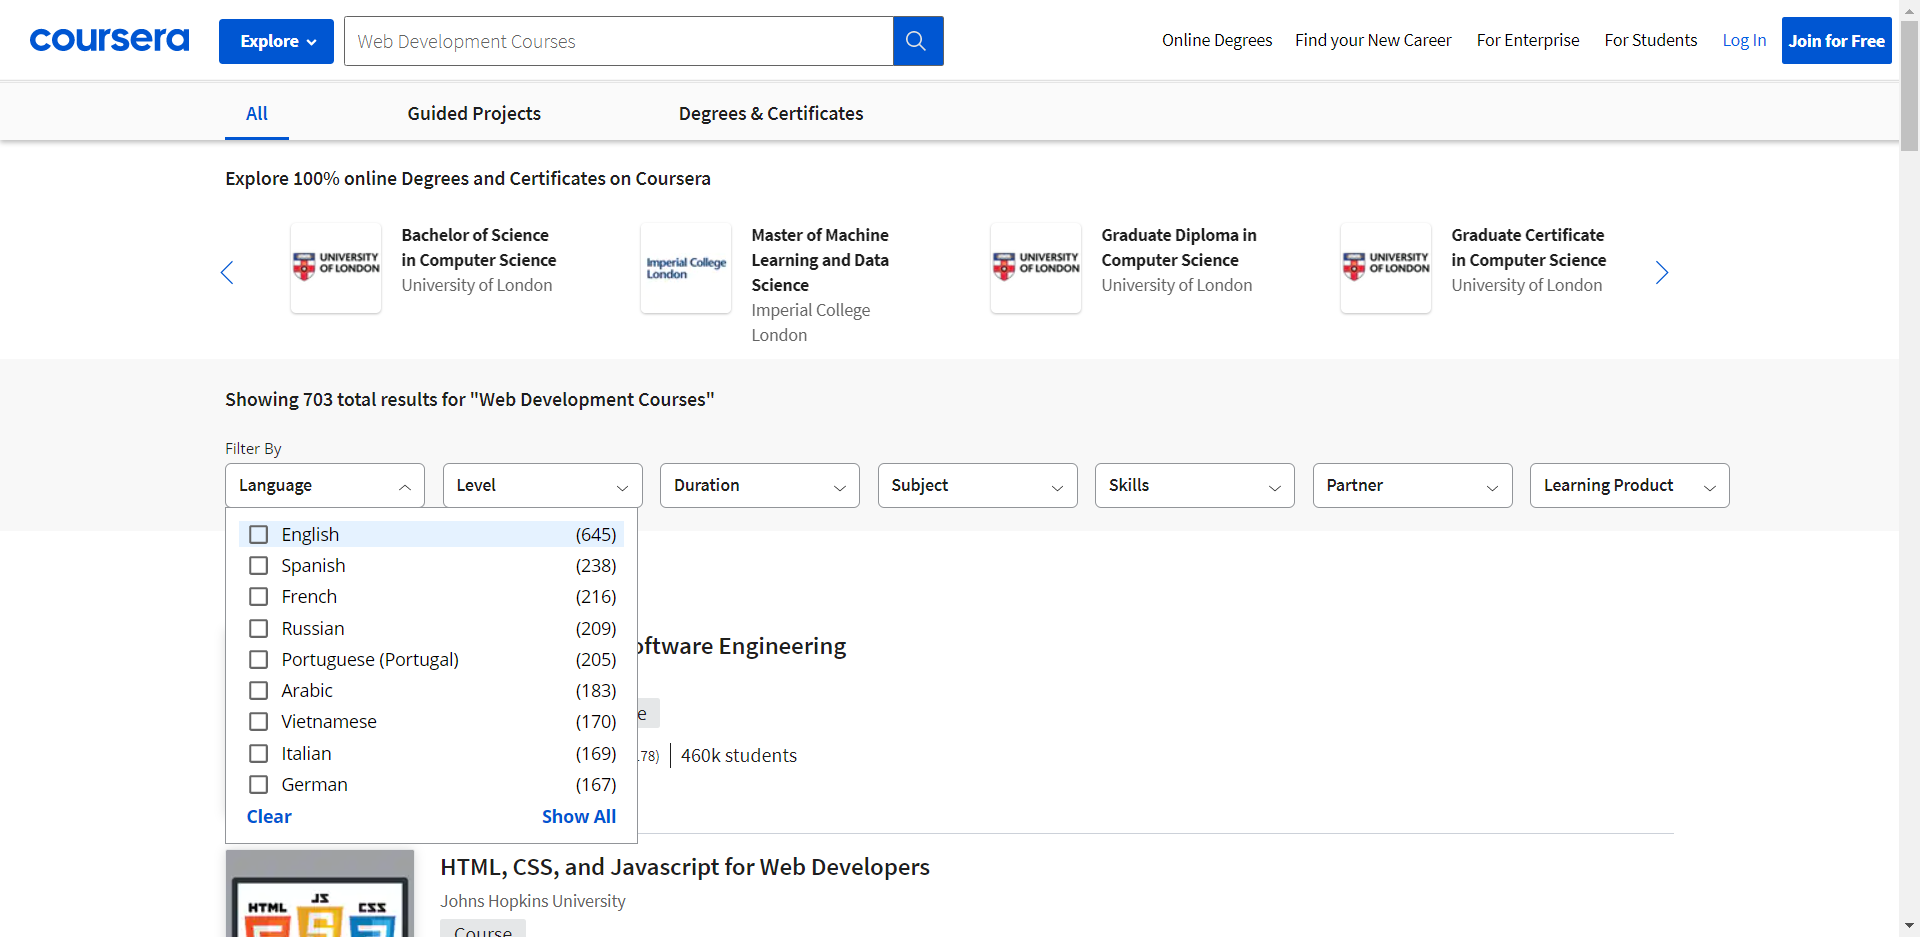 coursera
Explore
Web Development Courses
Online Degrees
Find your New Career
For Enterprise
For Students
Log In
Join for Free
All
Guided Projects
Degrees & Certificates
Explore 100% online Degrees and Certificates on Coursera
UNIVERSITY
OF LONDON
Bachelor of Science
in Computer Science
University of London
Imperial College
London
Master of Machine
Learning and Data
Science
Imperial College
London
UNIVERSITY
OF LONDON
Graduate Diploma in
Computer Science
University of London
UNIVERSITY
OF LONDON
Graduate Certificate
in Computer Science
University of London
Showing 703 total results for "Web Development Courses"
Filter By
Language
Level
Duration
Subject
Skills
Partner
Learning Product
English (645)
Spanish (238)
French (216)
Russian (209)
Portuguese (Portugal) (205)
Arabic (183)
Vietnamese (170)
Italian (169)
German (167)
Clear
Show All
oftware Engineering
e
78) 460k students
HTML, CSS, and Javascript for Web Developers
Johns Hopkins University
Course
HTML JS CSS